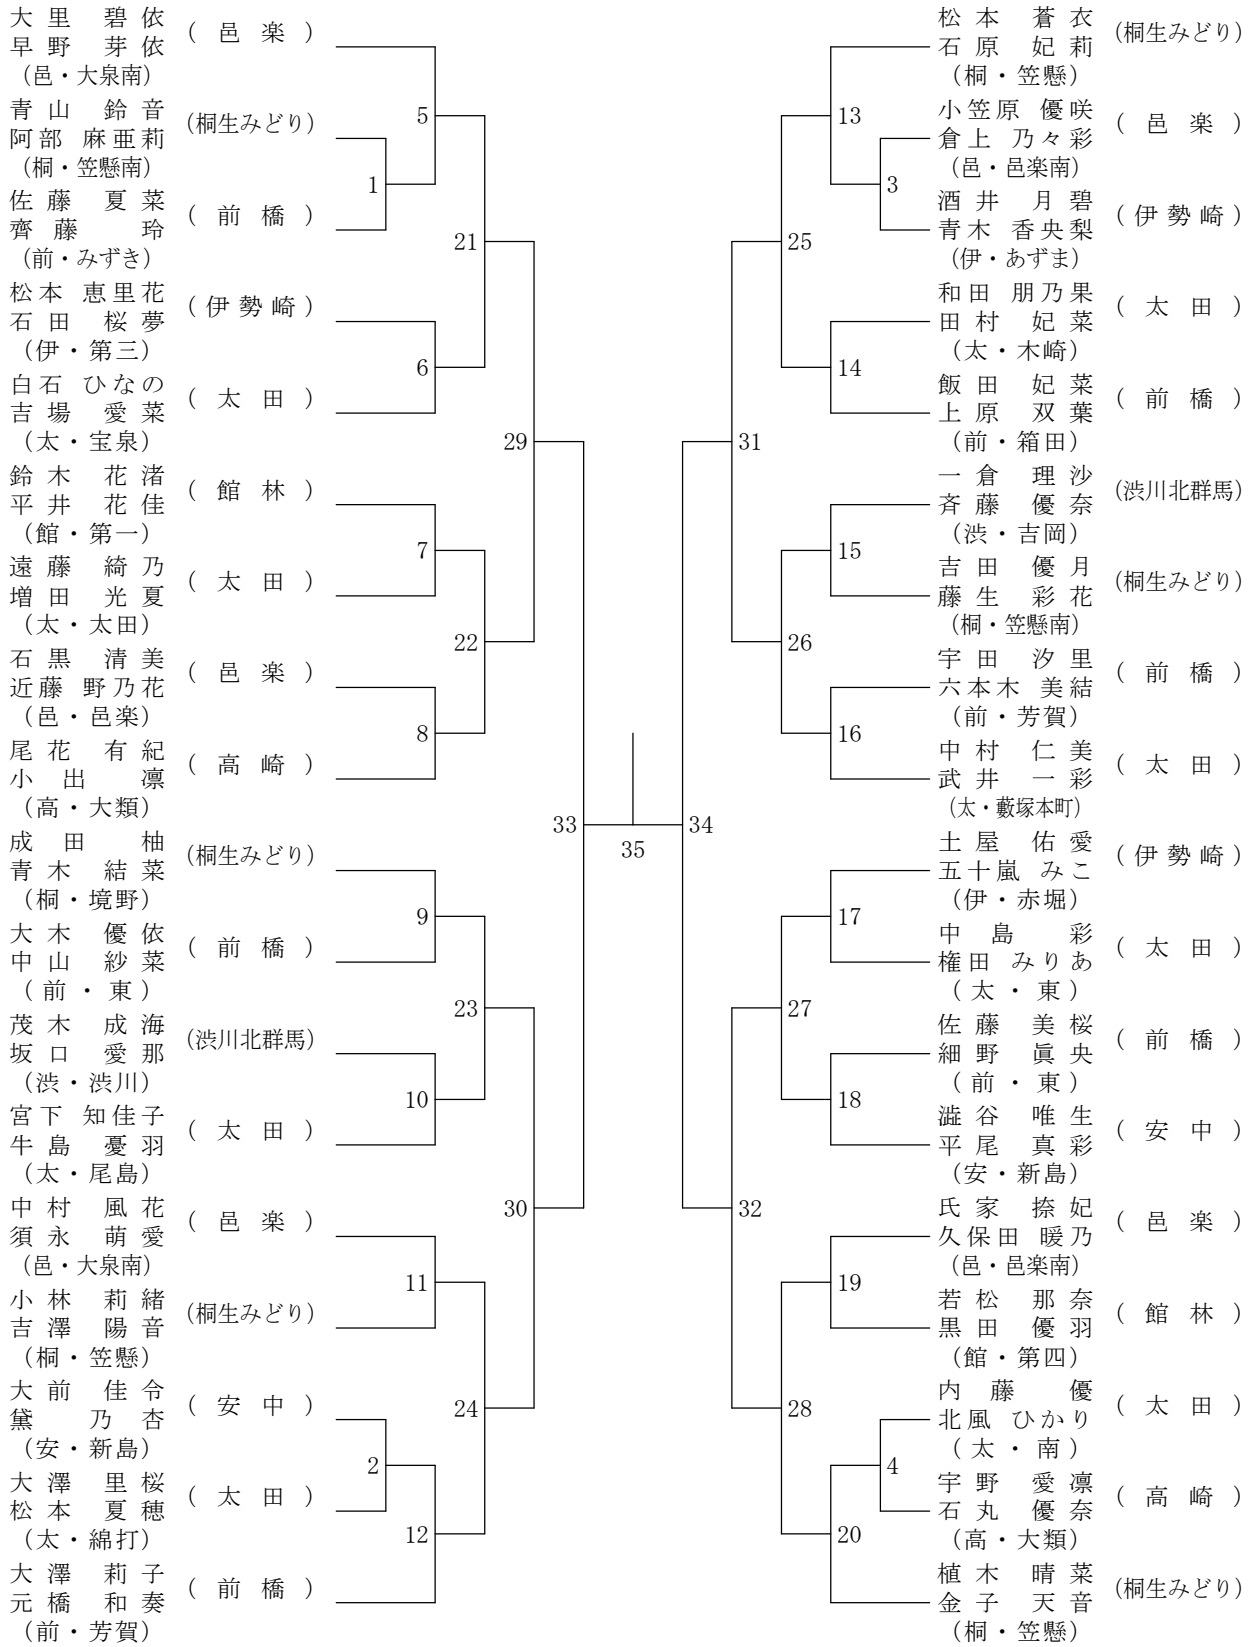 大里 碧依 (邑楽)
早野 芽依
(邑・大泉南)
青山 鈴音 (桐生みどり)
阿部 麻亜莉
(桐・笠懸南)
佐藤 夏菜 (前橋)
齊藤 玲
(前・みずき)
松本 恵里花 (伊勢崎)
石田 桜夢
(伊・第三)
白石 ひなの (太田)
吉場 愛菜
(太・宝泉)
鈴木 花渚 (館林)
平井 花佳
(館・第一)
遠藤 綺乃 (太田)
増田 光夏
(太・太田)
石黒 清美 (邑楽)
近藤 野乃花
(邑・邑楽)
尾花 有紀 (高崎)
小出 凛
(高・大類)
成田 柚 (桐生みどり)
青木 結菜
(桐・境野)
大木 優依 (前橋)
中山 紗菜
(前・東)
茂木 成海 (渋川北群馬)
坂口 愛那
(渋・渋川)
宮下 知佳子 (太田)
牛島 憂羽
(太・尾島)
中村 風花 (邑楽)
須永 萌愛
(邑・大泉南)
小林 莉緒 (桐生みどり)
吉澤 陽音
(桐・笠懸)
大前 佳令 (安中)
黛 乃杏
(安・新島)
大澤 里桜 (太田)
松本 夏穂
(太・綿打)
大澤 莉子 (前橋)
元橋 和奏
(前・芳賀)
5
1
21
6
29
7
22
8
33
9
23
10
30
11
24
2
12
35
34
13
3
25
14
31
15
26
16
17
27
18
32
19
28
4
20
松本 蒼衣 (桐生みどり)
石原 妃莉
(桐・笠懸)
小笠原 優咲 (邑楽)
倉上 乃々彩
(邑・邑楽南)
酒井 月碧 (伊勢崎)
青木 香央梨
(伊・あずま)
和田 朋乃果 (太田)
田村 妃菜
(太・木崎)
飯田 妃菜 (前橋)
上原 双葉
(前・箱田)
一倉 理沙 (渋川北群馬)
斉藤 優奈
(渋・吉岡)
吉田 優月 (桐生みどり)
藤生 彩花
(桐・笠懸南)
宇田 汐里 (前橋)
六本木 美結
(前・芳賀)
中村 仁美 (太田)
武井 一彩
(太・藪塚本町)
土屋 佑愛 (伊勢崎)
五十嵐 みこ
(伊・赤堀)
中島 彩 (太田)
権田 みりあ
(太・東)
佐藤 美桜 (前橋)
細野 眞央
(前・東)
澁谷 唯生 (安中)
平尾 真彩
(安・新島)
氏家 捺妃 (邑楽)
久保田 暖乃
(邑・邑楽南)
若松 那奈 (館林)
黒田 優羽
(館・第四)
内藤 優 (太田)
北風 ひかり
(太・南)
宇野 愛凛 (高崎)
石丸 優奈
(高・大類)
植木 晴菜 (桐生みどり)
金子 天音
(桐・笠懸)